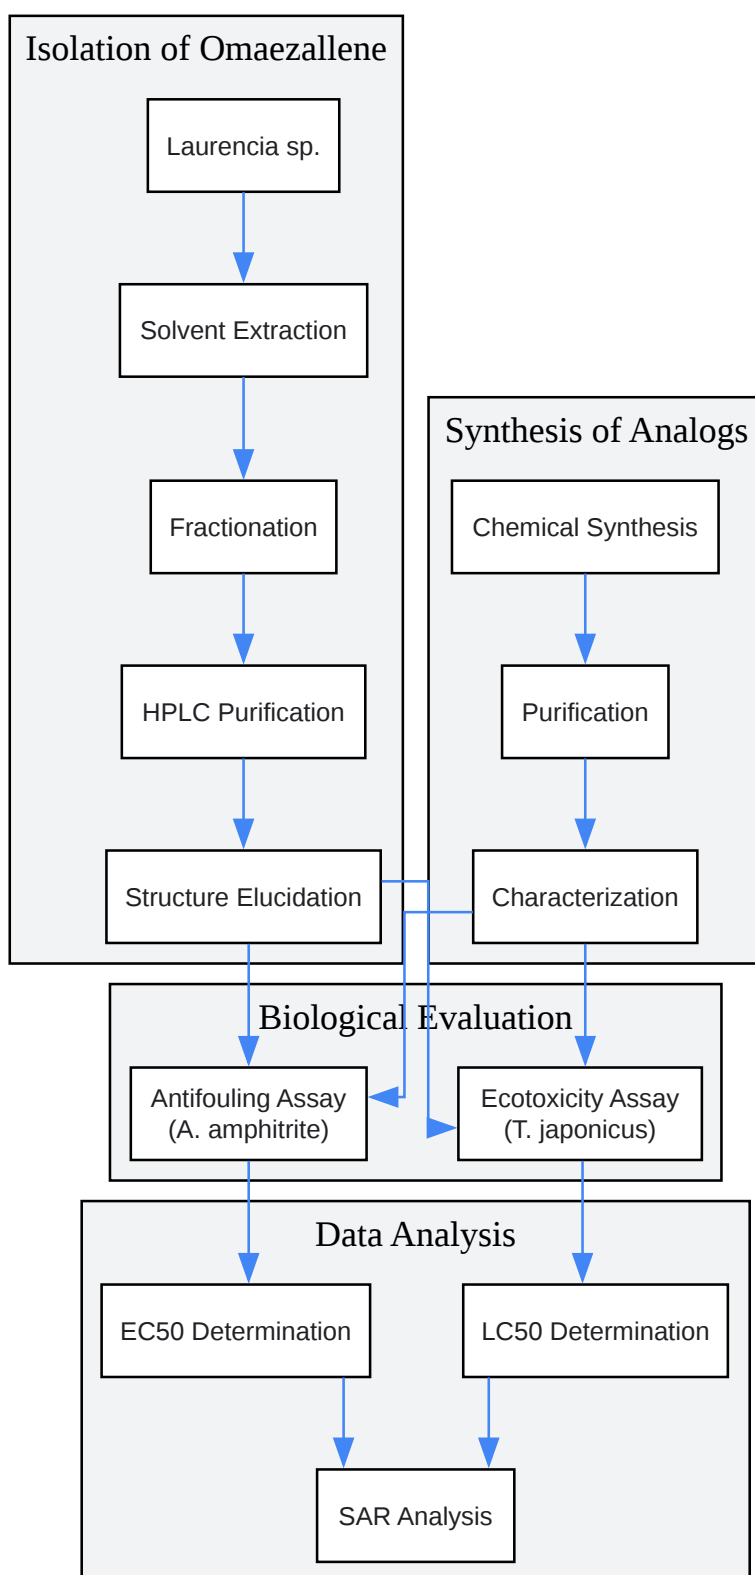 Isolation of Omaezallene
Laurencia sp.
Solvent Extraction
Fractionation
HPLC Purification
Structure Elucidation
Synthesis of Analogs
Chemical Synthesis
Purification
Characterization
Biological Evaluation
Antifouling Assay
(A. amphitrite)
Ecotoxicity Assay
(T. japonicus)
Data Analysis
EC50 Determination
LC50 Determination
SAR Analysis